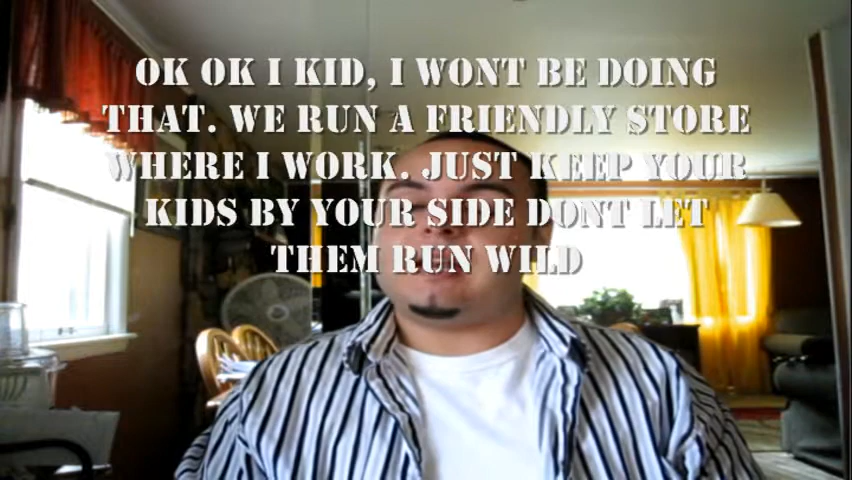 OK OK I KID, I WONT BE DOING
THAT. WE RUN A FRIENDLY STORE
WHERE I WORK. JUST KEEP YOUR
KIDS BY YOUR SIDE DONT LET
THEM RUN WILD